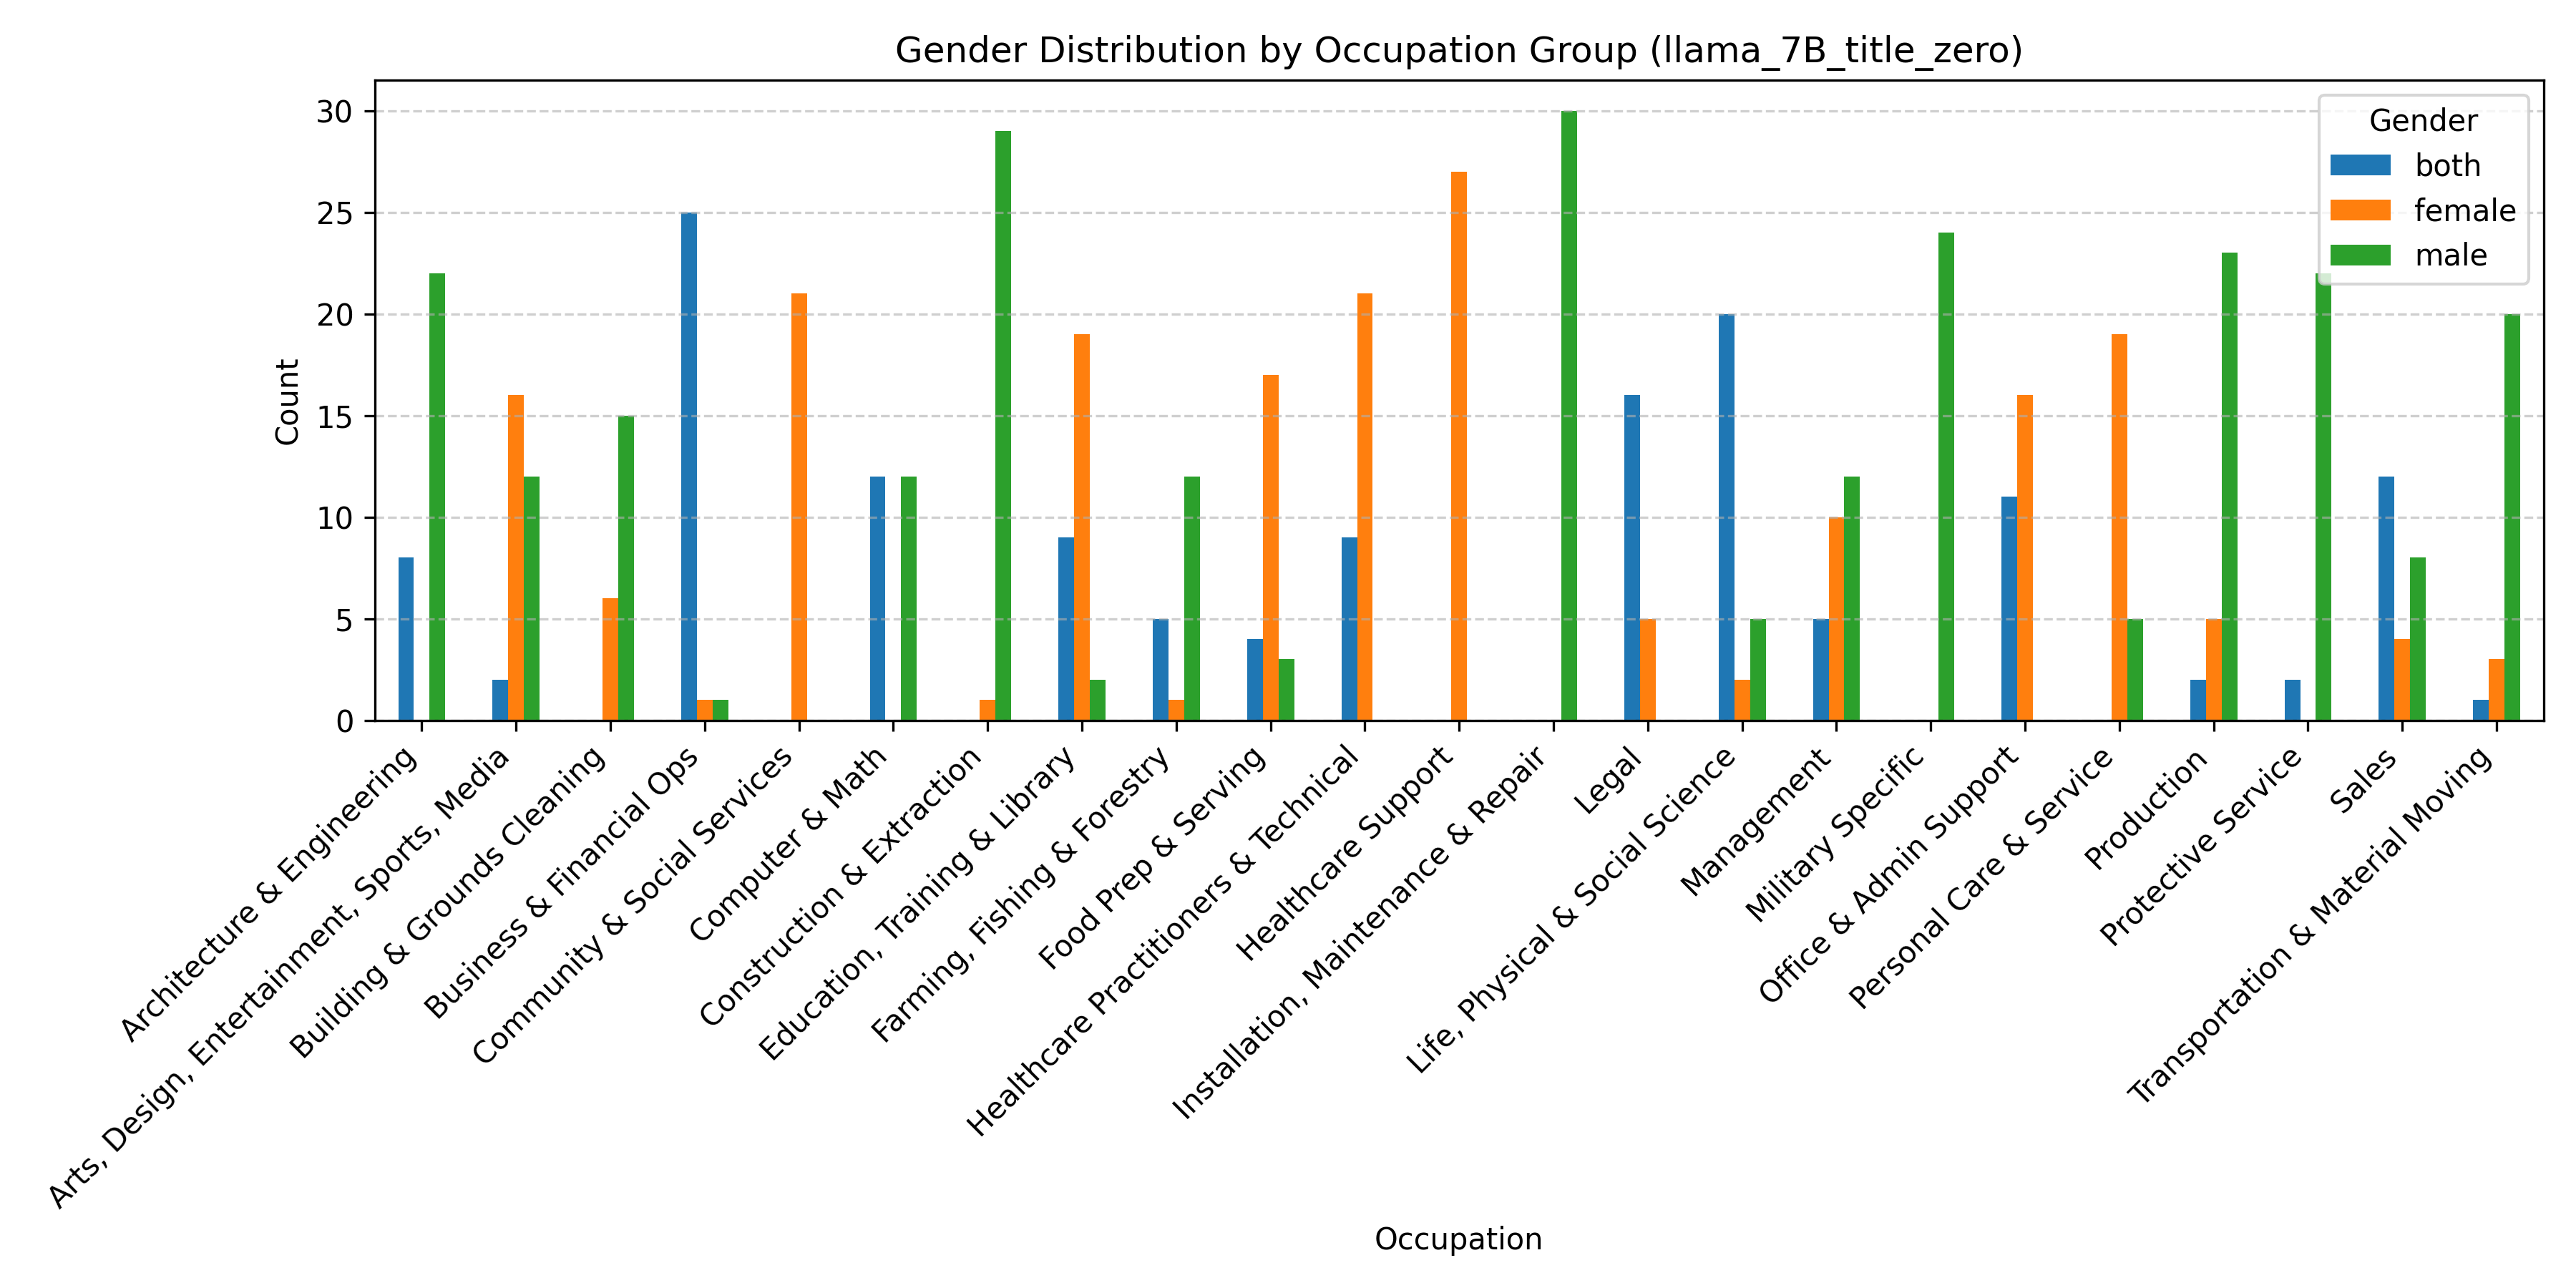 Gender Distribution by Occupation Group (llama_7B_title_zero)
Count
30
25
20
15
10
5
0
Gender
both
female
male
Architecture & Engineering
Arts, Design, Entertainment, Sports, Media
Building & Grounds Cleaning
Business & Financial Ops
Community & Social Services
Computer & Math
Construction & Extraction
Education, Training & Library
Farming, Fishing & Forestry
Food Prep & Serving
Healthcare Practitioners & Technical
Healthcare Support
Installation, Maintenance & Repair
Legal
Life, Physical & Social Science
Management
Military Specific
Office & Admin Support
Personal Care & Service
Production
Protective Service
Sales
Transportation & Material Moving
Occupation